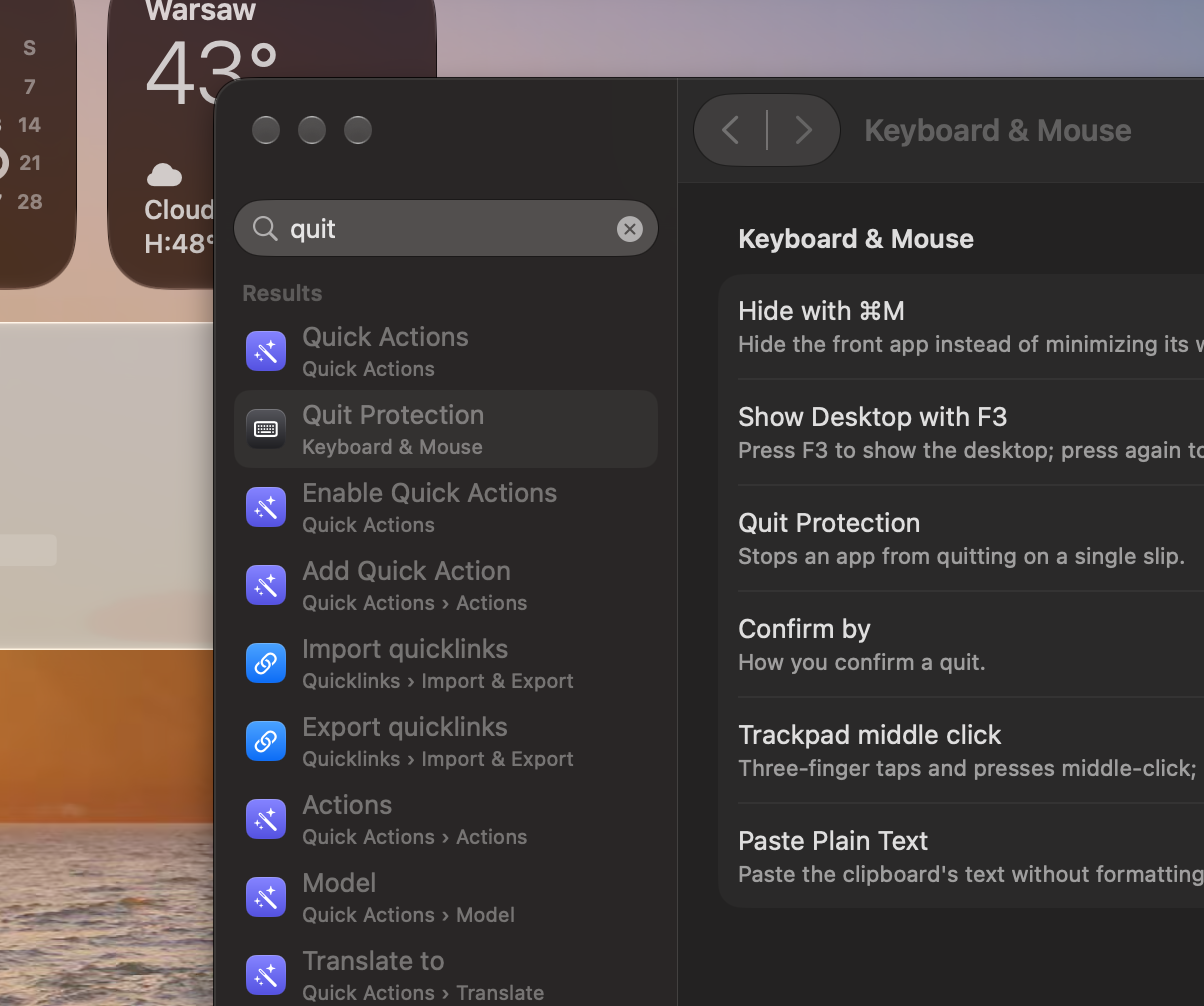 Warsaw
43°
S
7
14
21
28
Cloud
H:48°
quit
Results
Quick Actions
Quick Actions
Quit Protection
Keyboard & Mouse
Enable Quick Actions
Quick Actions
Add Quick Action
Quick Actions › Actions
Import quicklinks
Quicklinks › Import & Export
Export quicklinks
Quicklinks › Import & Export
Actions
Quick Actions › Actions
Model
Quick Actions › Model
Translate to
Quick Actions › Translate
Keyboard & Mouse
Keyboard & Mouse
Hide with ⌘M
Hide the front app instead of minimizing its
Show Desktop with F3
Press F3 to show the desktop; press again to
Quit Protection
Stops an app from quitting on a single slip.
Confirm by
How you confirm a quit.
Trackpad middle click
Three-finger taps and presses middle-click;
Paste Plain Text
Paste the clipboard's text without formatting